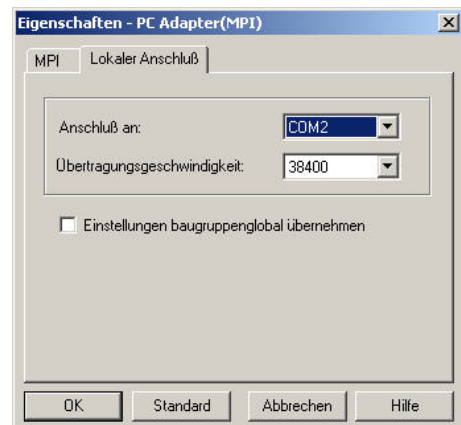 Eigenschaften - PC Adapter(MPI)
MPI Lokaler Anschluß
Anschluß an: COM2
Übertragungsgeschwindigkeit: 38400
Einstellungen baugruppenglobal übernehmen
OK Standard Abbrechen Hilfe